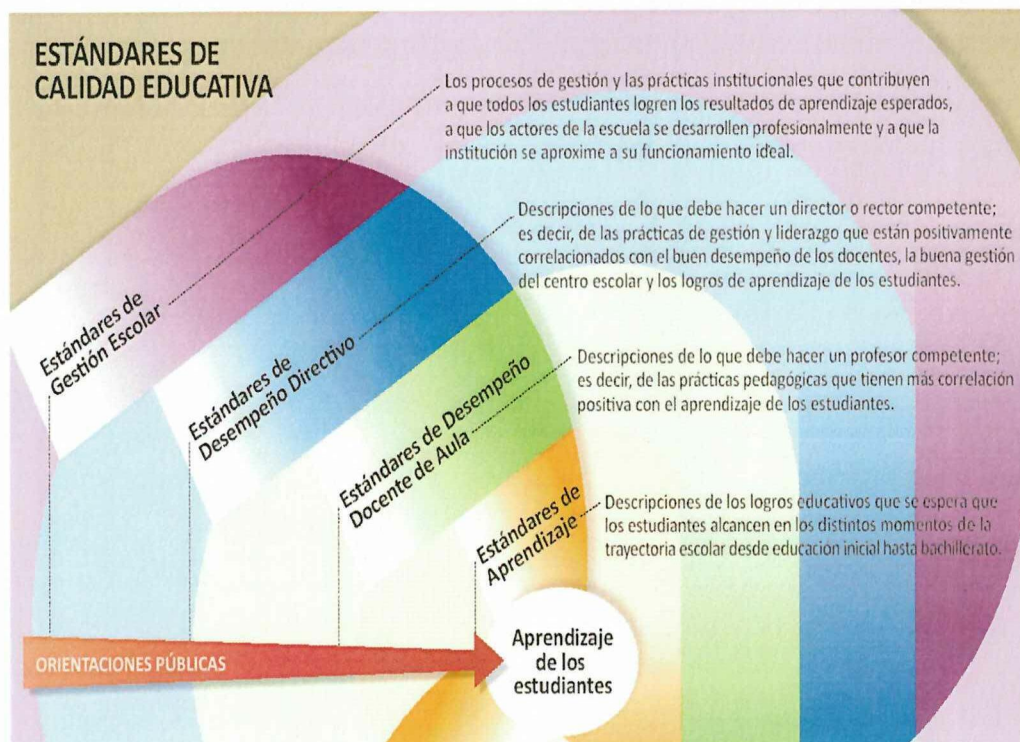 ESTÁNDARES DE
CALIDAD EDUCATIVA
Los procesos de gestión y las prácticas institucionales que contribuyen
a que todos los estudiantes logren los resultados de aprendizaje esperados,
a que los actores de la escuela se desarrollen profesionalmente y a que la
institución se aproxime a su funcionamiento ideal.
Estándares de
Gestión Escolar
Descripciones de lo que debe hacer un director o rector competente;
es decir, de las prácticas de gestión y liderazgo que están positivamente
correlacionados con el buen desempeño de los docentes, la buena gestión
del centro escolar y los logros de aprendizaje de los estudiantes.
Estándares de
Desempeño Directivo
Descripciones de lo que debe hacer un profesor competente;
es decir, de las prácticas pedagógicas que tienen más correlación
positiva con el aprendizaje de los estudiantes.
Estándares de Desempeño
Docente de Aula
Descripciones de los logros educativos que se espera que
los estudiantes alcancen en los distintos momentos de la
trayectoria escolar desde educación inicial hasta bachillerato.
Estándares de
Aprendizaje
ORIENTACIONES PÚBLICAS
Aprendizaje
de los
estudiantes